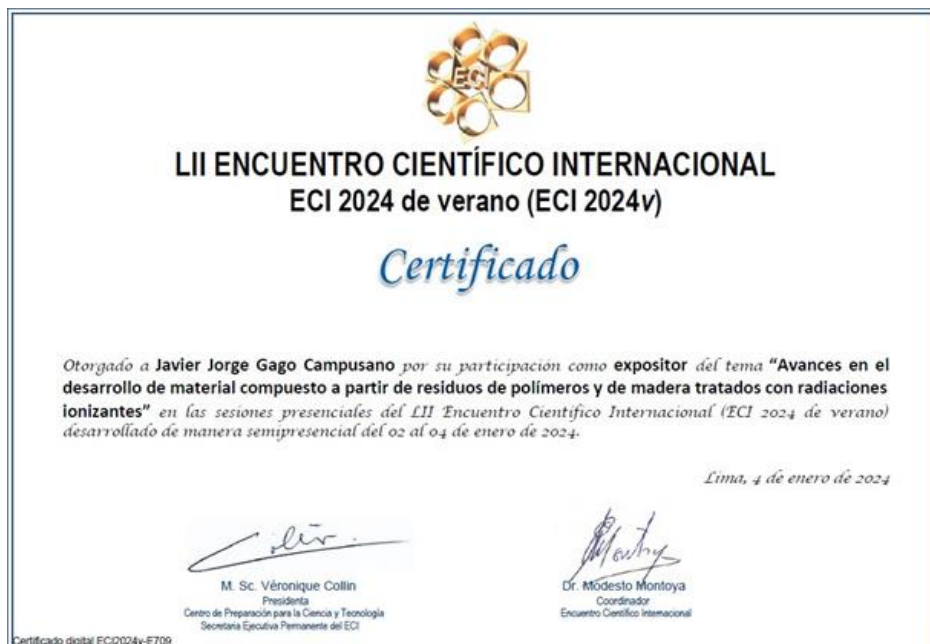 ECI
LII ENCUENTRO CIENTÍFICO INTERNACIONAL
ECI 2024 de verano (ECI 2024v)
Certificado
Otorgado a Javier Jorge Gago Campusano por su participación como expositor del tema “Avances en el
desarrollo de material compuesto a partir de residuos de polímeros y de madera tratados con radiaciones
ionizantes” en las sesiones presenciales del LII Encuentro Científico Internacional (ECI 2024 de verano)
desarrollado de manera semipresencial del 02 al 04 de enero de 2024.
Lima, 4 de enero de 2024
M. Sc. Véronique Collin
Presidenta
Centro de Preparación para la Ciencia y Tecnología
Secretaria Ejecutiva Permanente del ECI
Dr. Modesto Montoya
Coordinador
Encuentro Científico Internacional
Certificado digital ECI2024v-E709